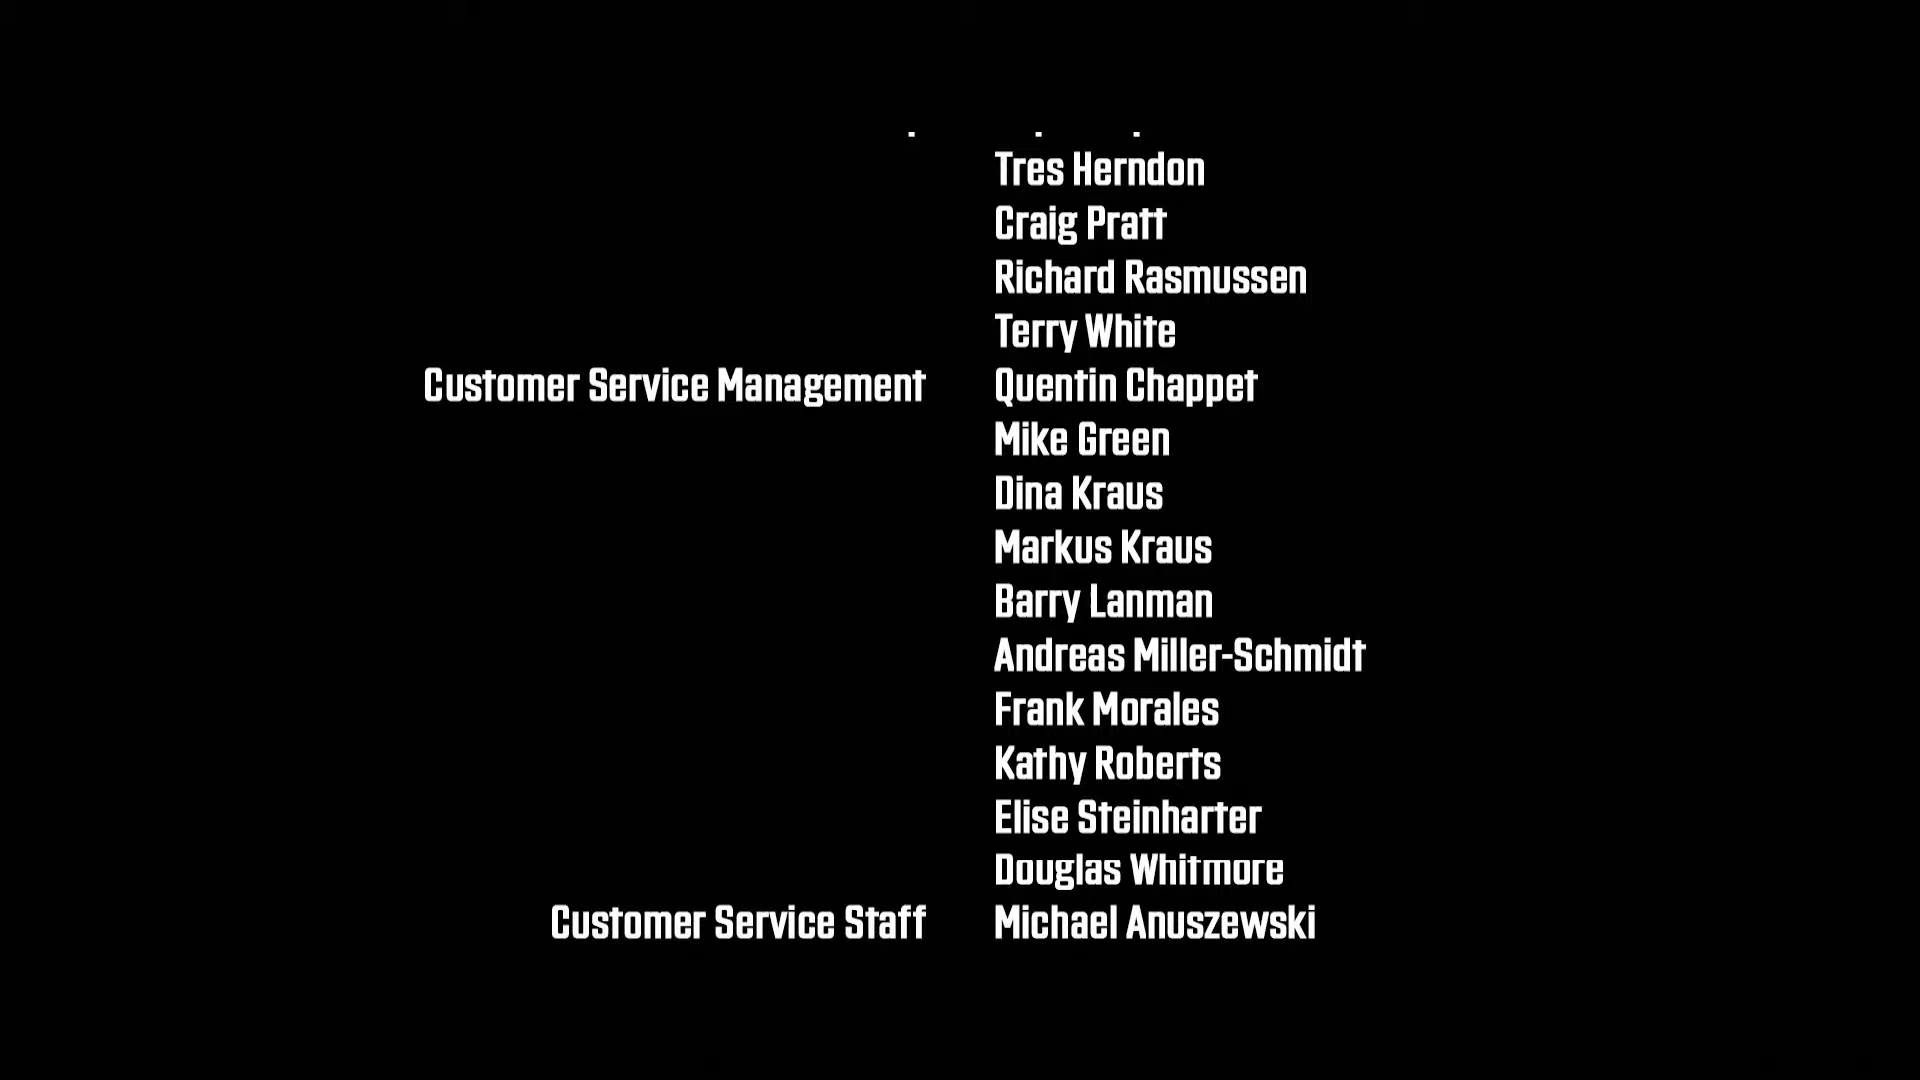 Tres Herndon
Craig Pratt
Richard Rasmussen
Terry White
Customer Service Management Quentin Chappet
Mike Green
Dina Kraus
Markus Kraus
Barry Lanman
Andreas Miller-Schmidt
Frank Morales
Kathy Roberts
Elise Steinharter
Douglas Whitmore
Customer Service Staff Michael Anuszewski